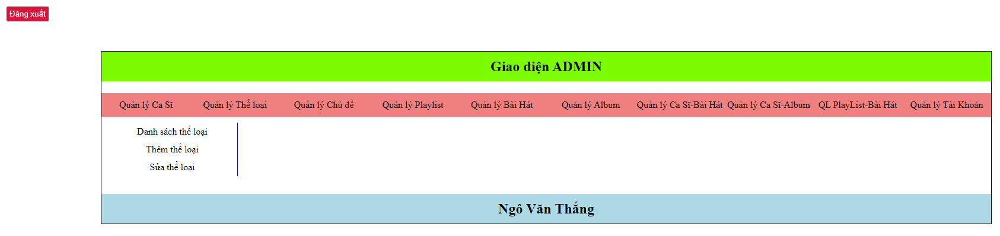 Đăng xuất
Giao diện ADMIN
Quản lý Ca Sĩ Quản lý Thể loại Quản lý Chủ đề Quản lý Playlist Quản lý Bài Hát Quản lý Album Quản lý Ca Sĩ-Bài Hát Quản lý Ca Sĩ-Album QL PlayList-Bài Hát Quản lý Tài Khoản
Danh sách thể loại
Thêm thể loại
Sửa thể loại
Ngô Văn Thắng